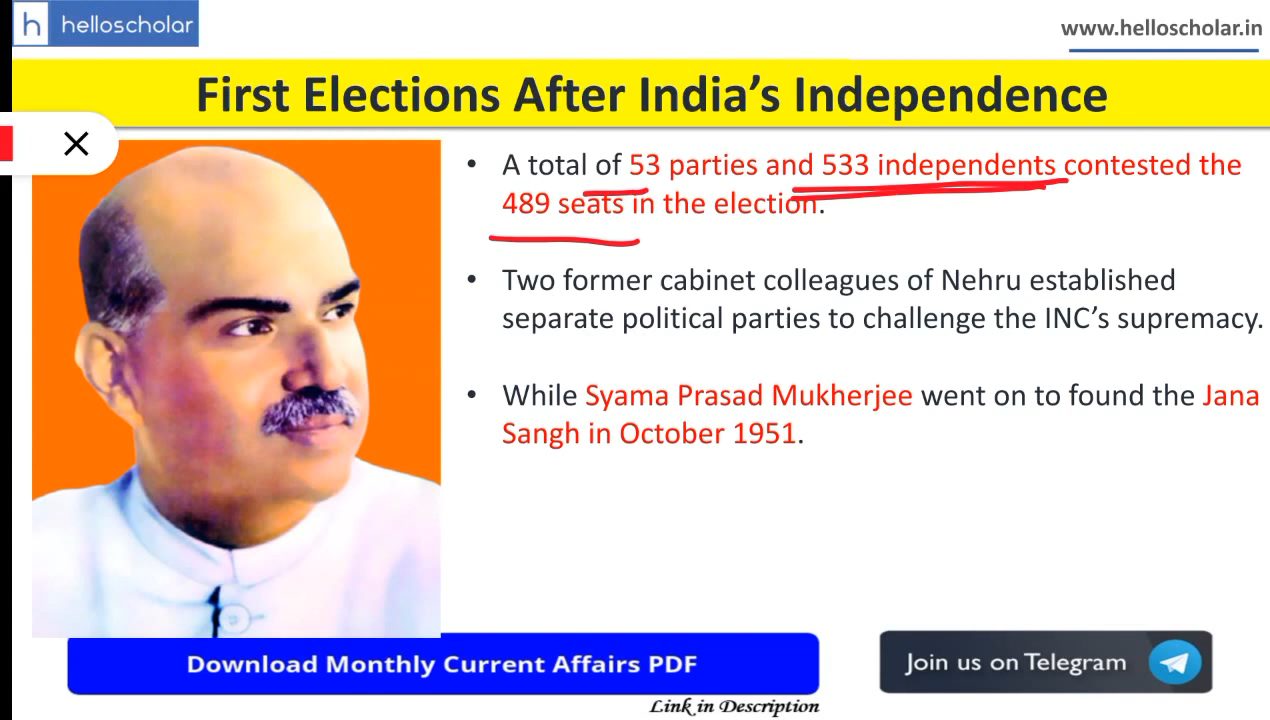 h helloscholar
www.helloscholar.in
First Elections After India’s Independence
• A total of 53 parties and 533 independents contested the
489 seats in the election.
• Two former cabinet colleagues of Nehru established
separate political parties to challenge the INC’s supremacy.
• While Syama Prasad Mukherjee went on to found the Jana
Sangh in October 1951.
Download Monthly Current Affairs PDF
Join us on Telegram
Link in Description